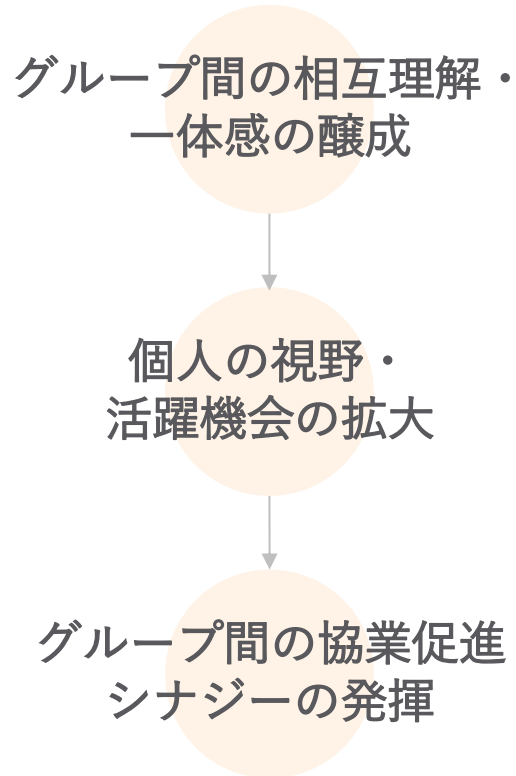 グループ間の相互理解・
一体感の醸成
個人の視野・
活躍機会の拡大
グループ間の協業促進
シナジーの発揮